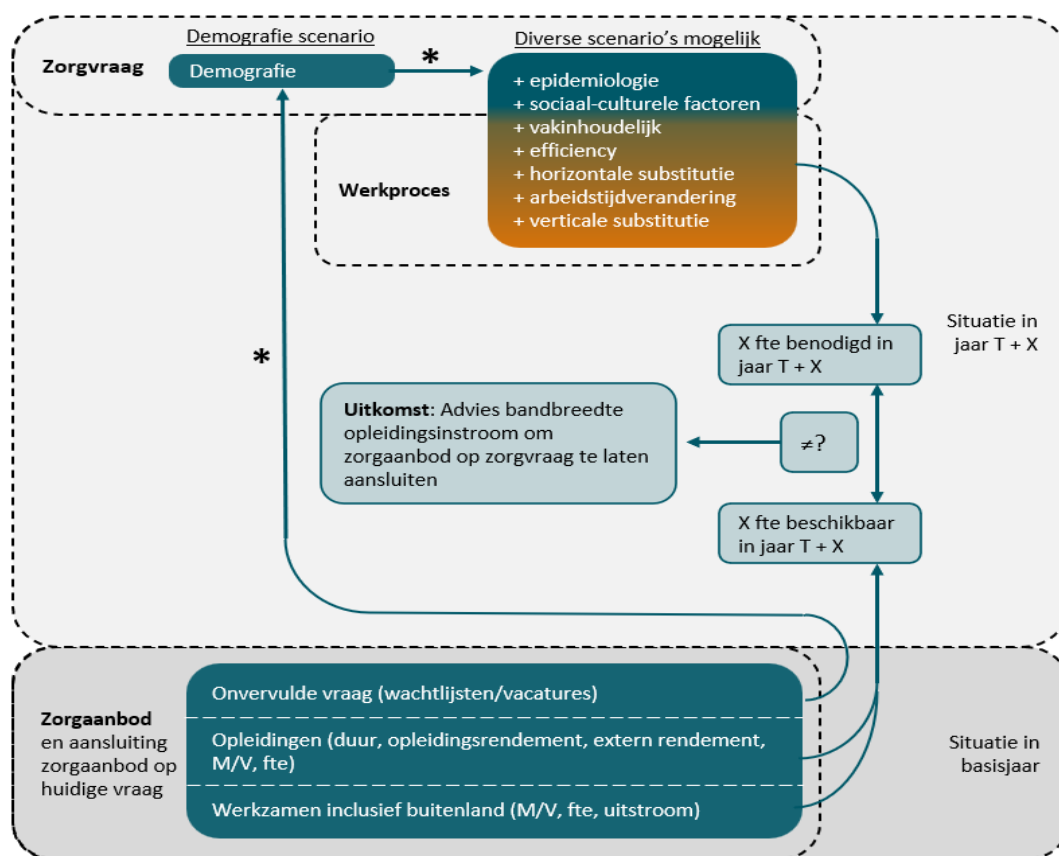 Demografie scenario
Diverse scenario's mogelijk
Zorgvraag
Demografie
*
+ epidemiologie
+ sociaal-culturele factoren
+ vakinhoudelijk
+ efficiency
+ horizontale substitutie
+ arbeidstijdverandering
+ verticale substitutie
Werkproces
*
X fte benodigd in
jaar T + X
Situatie in
jaar T + X
Uitkomst: Advies bandbreedte
opleidingsinstroom om
zorgaanbod op zorgvraag te laten
aansluiten
≠?
X fte beschikbaar
in jaar T + X
Zorgaanbod
en aansluiting
zorgaanbod op
huidige vraag
Onvervulde vraag (wachtlijsten/vacatures)
Opleidingen (duur, opleidingsrendement, extern rendement,
M/V, fte)
Werkzamen inclusief buitenland (M/V, fte, uitstroom)
Situatie in
basisjaar